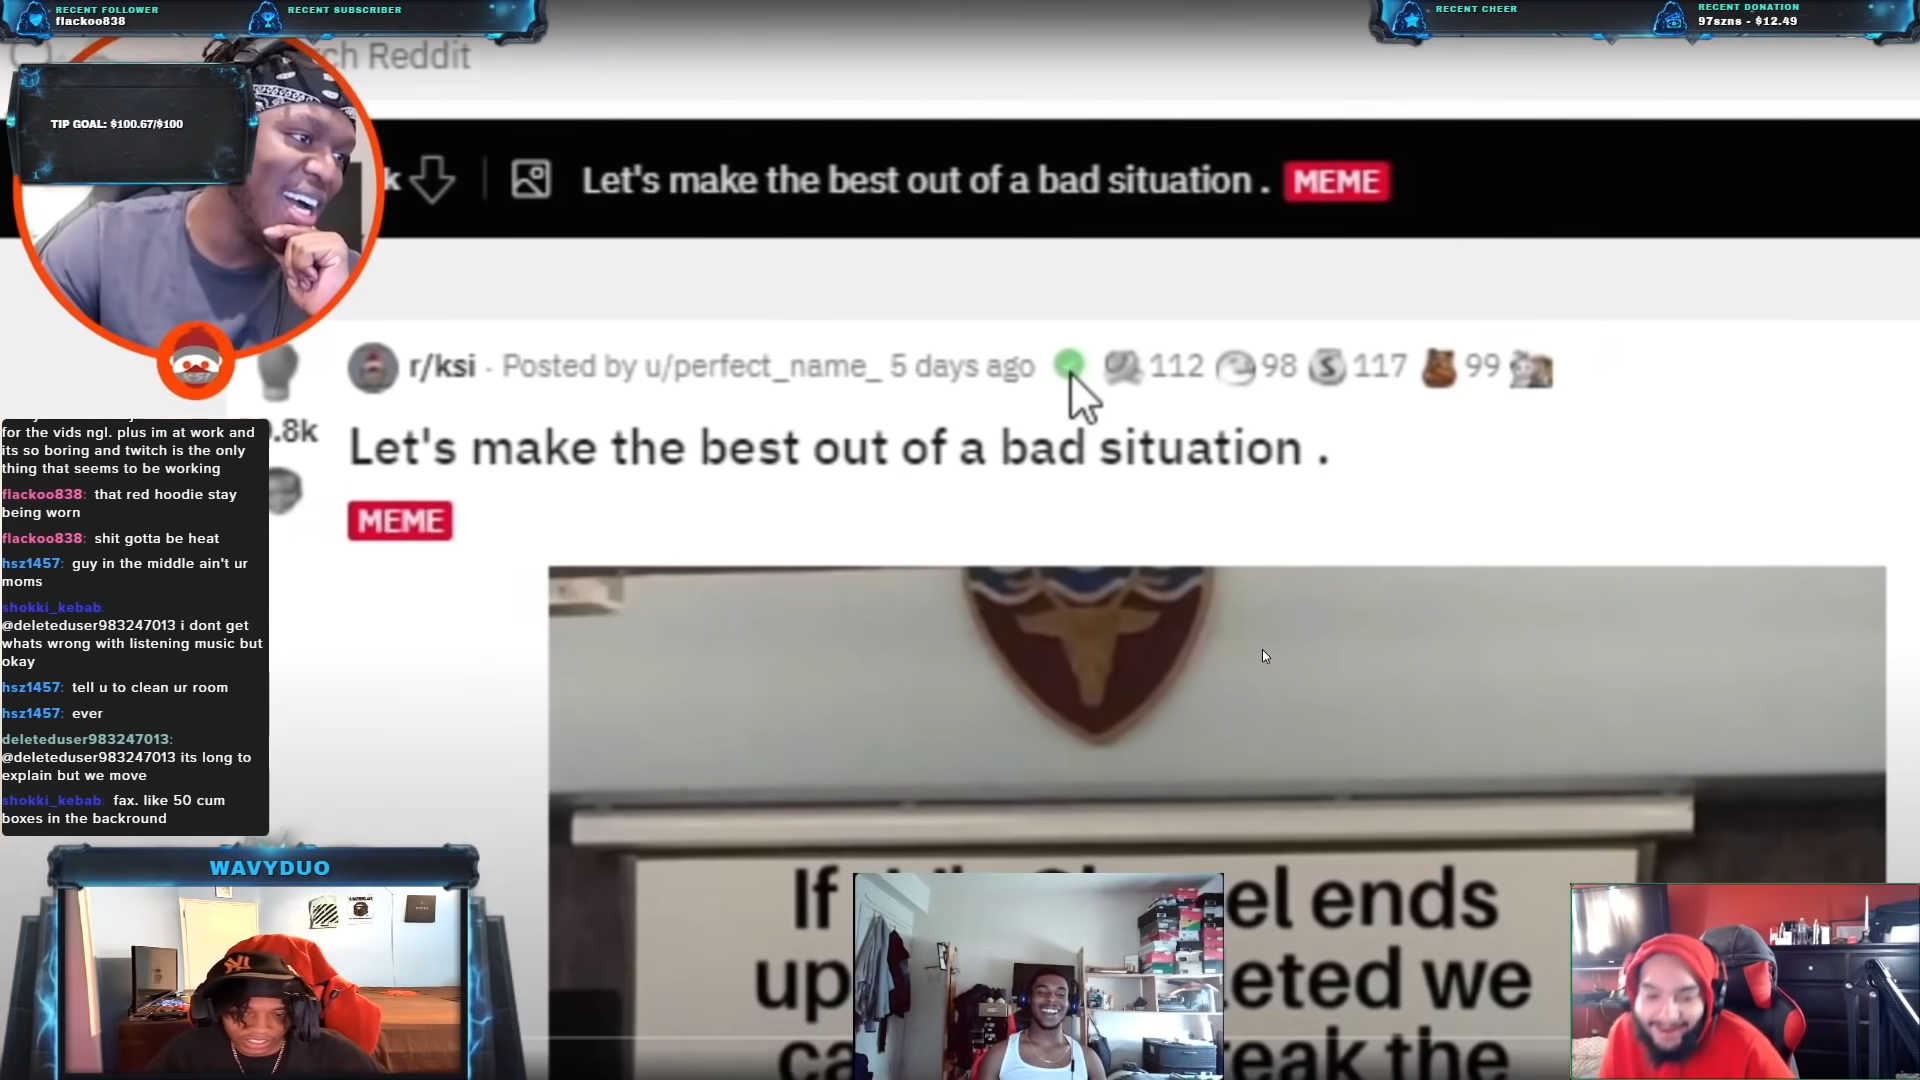 RECENT FOLLOWER
flackoo838
RECENT SUBSCRIBER
RECENT CHEER
RECENT DONATION
97szns - $12.49
ch Reddit
TIP GOAL: $100.67/$100
k
Let's make the best out of a bad situation . MEME
r/ksi · Posted by u/perfect_name_ 5 days ago 112 98 117 99
.8k
Let's make the best out of a bad situation .
MEME
for the vids ngl. plus im at work and
its so boring and twitch is the only
thing that seems to be working
flackoo838: that red hoodie stay
being worn
flackoo838: shit gotta be heat
hsz1457: guy in the middle ain't ur
moms
shokki_kebab:
@deleteduser983247013 i dont get
whats wrong with listening music but
okay
hsz1457: tell u to clean ur room
hsz1457: ever
deleteduser983247013:
@deleteduser983247013 its long to
explain but we move
shokki_kebab: fax. like 50 cum
boxes in the backround
WAVYDUO
NY
If el ends
up eted we
ca reak the